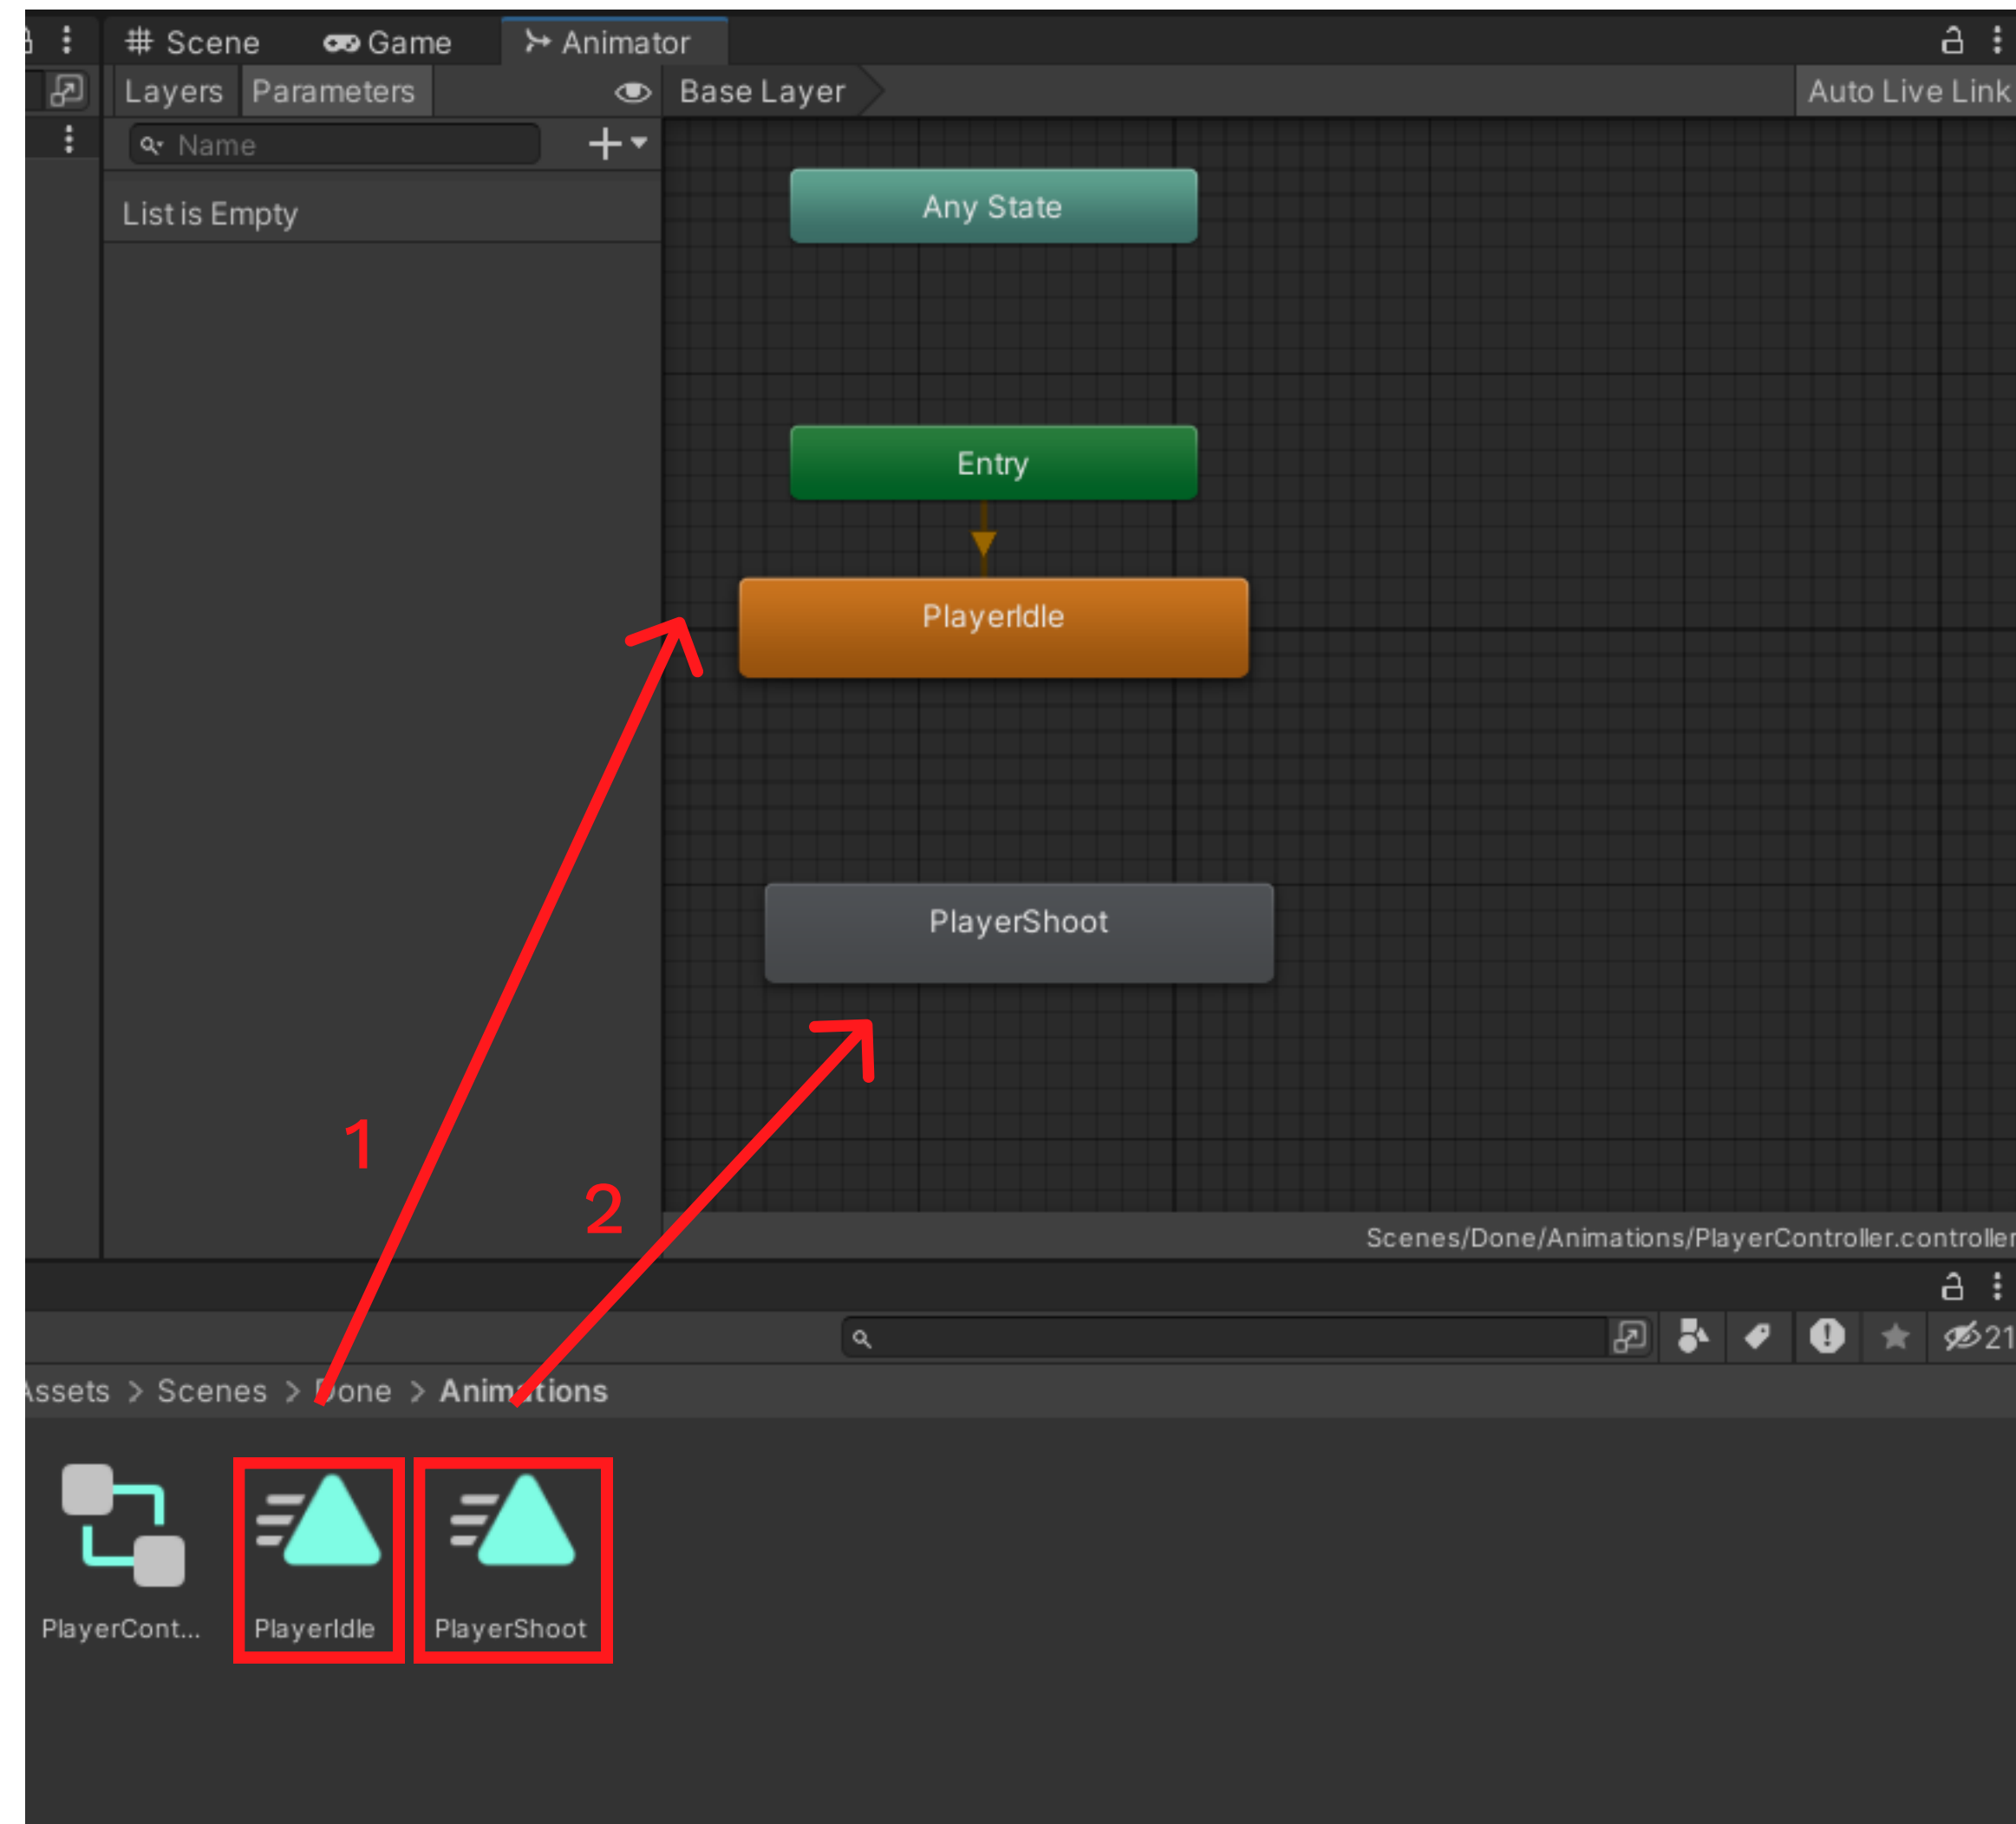 Scene Game Animator
Layers Parameters Base Layer Auto Live Link
Name
List is Empty
Any State
Entry
PlayerIdle
PlayerShoot
1
2
Scenes/Done/Animations/PlayerController.controller
21
Assets > Scenes > Done > Animations
PlayerCont... PlayerIdle PlayerShoot